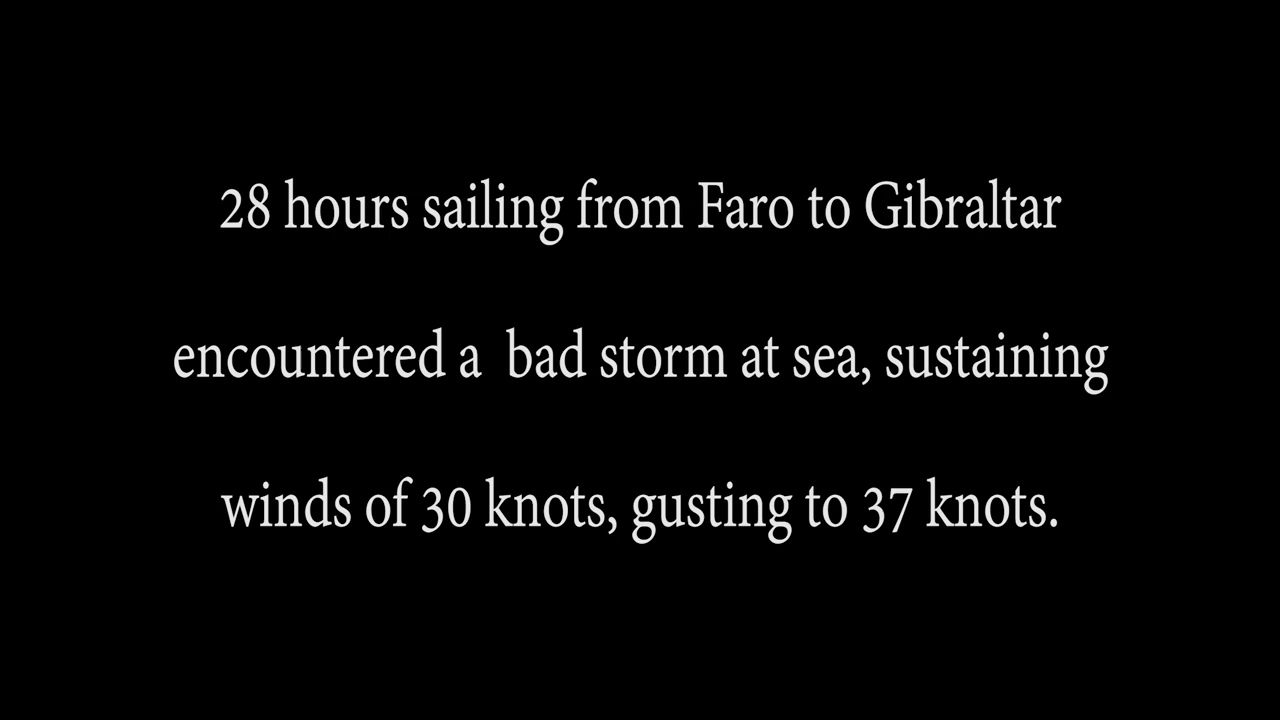 28 hours sailing from Faro to Gibraltar
encountered a  bad storm at sea, sustaining
winds of 30 knots, gusting to 37 knots.